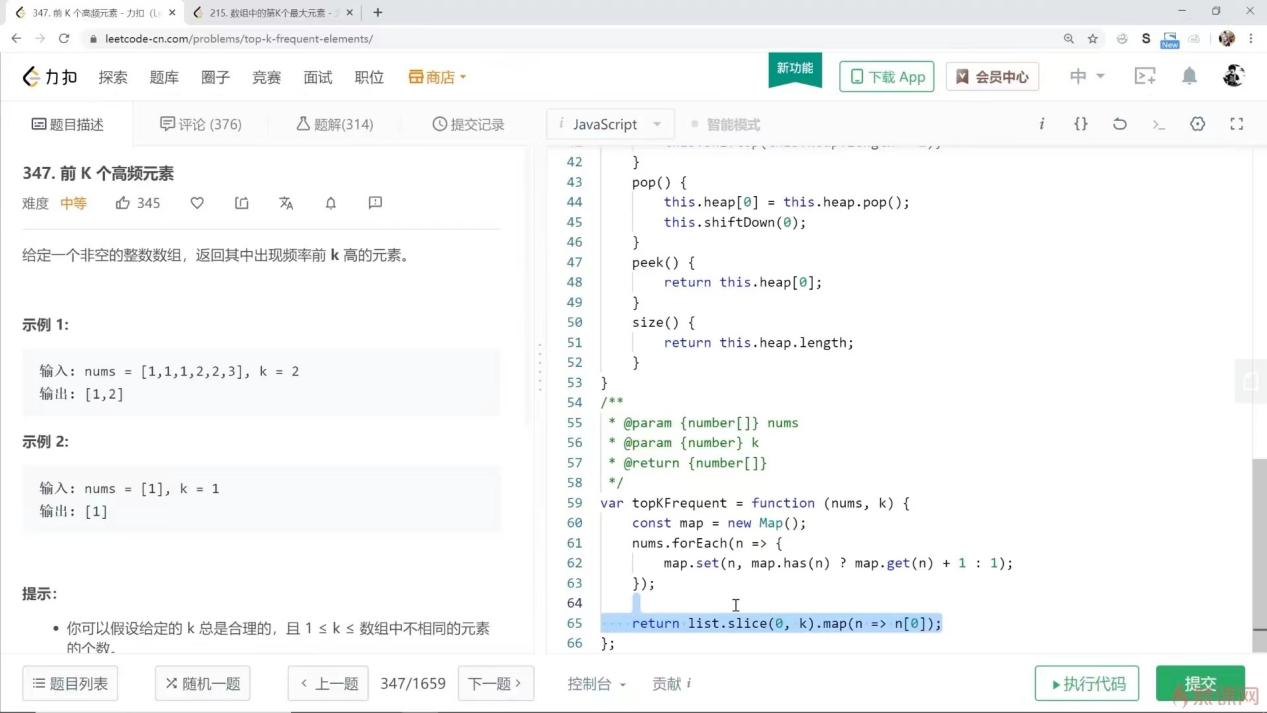 347. 前 K 个高频元素 - 力扣 (Le
215. 数组中的第K个最大元素 -
leetcode-cn.com/problems/top-k-frequent-elements/
S
New
力扣 探索 题库 圈子 竞赛 面试 职位 商店 新功能 下载 App 会员中心 中
题目描述 评论 (376) 题解(314) 提交记录 i JavaScript 智能模式 i {} >_
347. 前 K 个高频元素
难度 中等 345
给定一个非空的整数数组，返回其中出现频率前 k 高的元素。
示例 1:
输入: nums = [1,1,1,2,2,3], k = 2
输出: [1,2]
示例 2:
输入: nums = [1], k = 1
输出: [1]
提示:
• 你可以假设给定的 k 总是合理的，且 1 ≤ k ≤ 数组中不相同的元素
的个数。
42 }
43 pop() {
44 this.heap[0] = this.heap.pop();
45 this.shiftDown(0);
46 }
47 peek() {
48 return this.heap[0];
49 }
50 size() {
51 return this.heap.length;
52 }
53 }
54 /**
55 * @param {number[]} nums
56 * @param {number} k
57 * @return {number[]}
58 */
59 var topKFrequent = function (nums, k) {
60 const map = new Map();
61 nums.forEach(n => {
62 map.set(n, map.has(n) ? map.get(n) + 1 : 1);
63 });
64
65 return list.slice(0, k).map(n => n[0]);
66 };
题目列表 随机一题 上一题 347/1659 下一题 控制台 贡献 i 执行代码 提交
慕课网